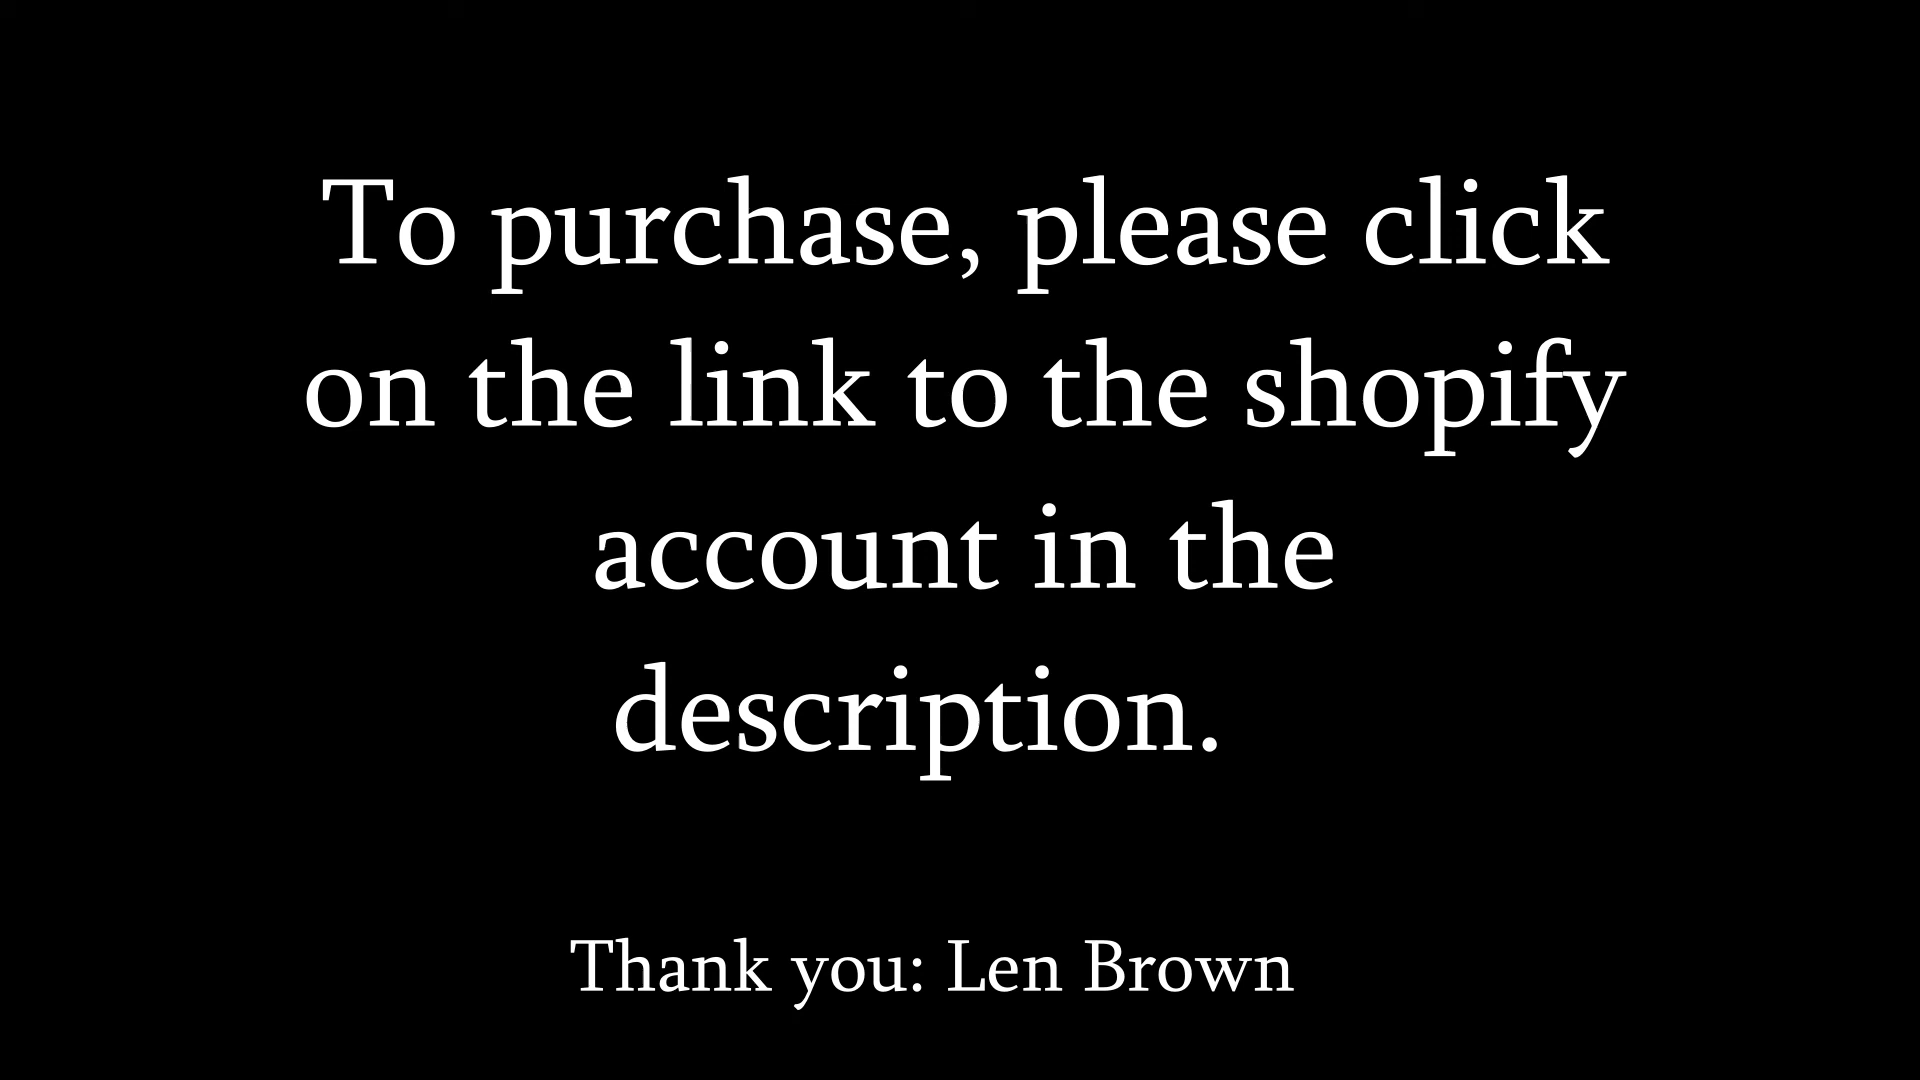 To purchase, please click
on the link to the shopify
account in the
description.
Thank you: Len Brown